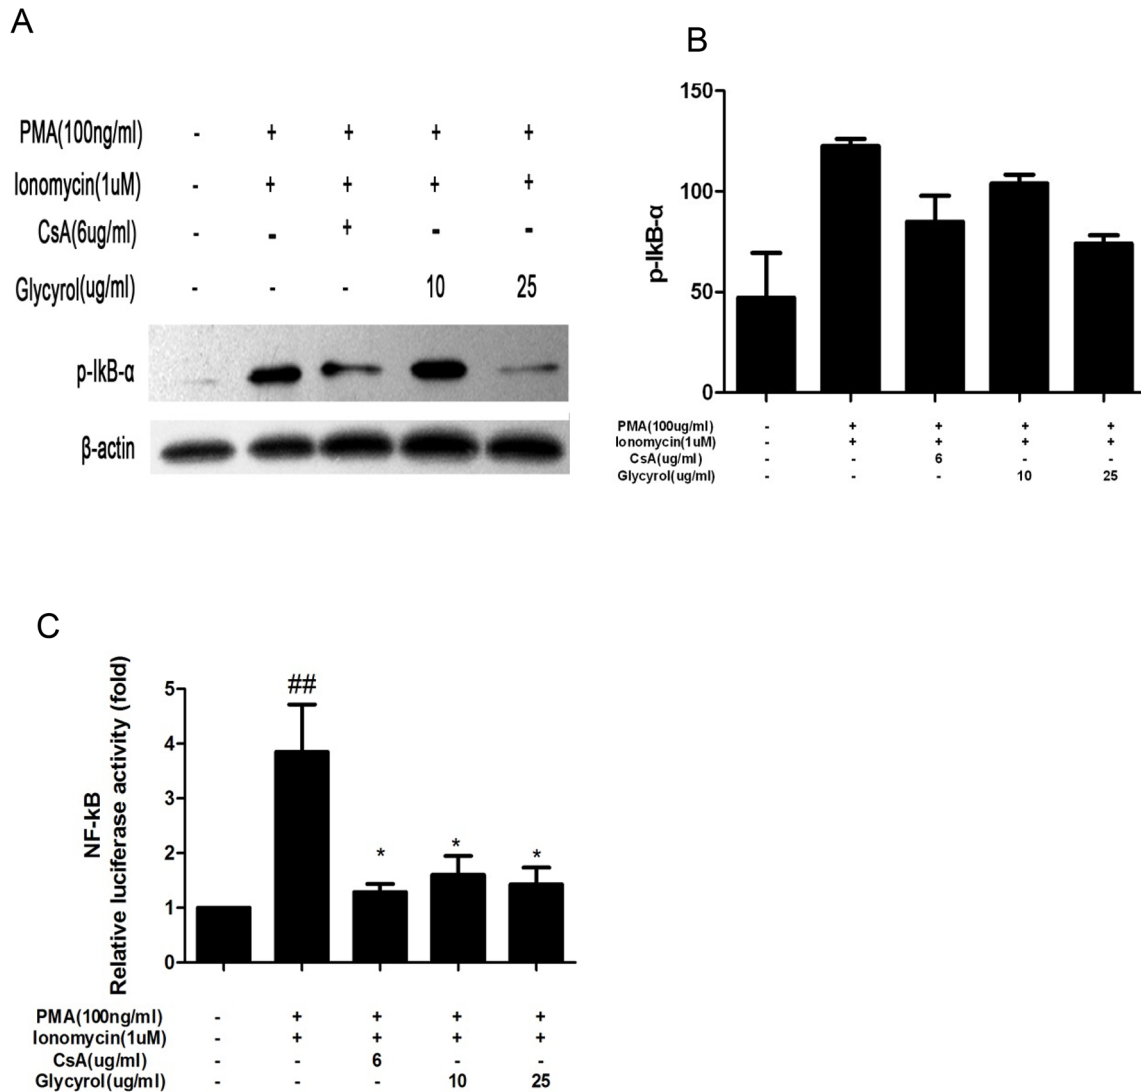 A
PMA(100ng/ml) - + + + +
Ionomycin(1uM) - + + + +
CsA(6ug/ml) - - + - -
Glycyrol(ug/ml) - - - 10 25
p-IkB-α
β-actin
B
150
100
50
0
p-IkB-α
PMA(100ug/ml) - + + + +
Ionomycin(1uM) - + + + +
CsA(ug/ml) - - 6 - -
Glycyrol(ug/ml) - - - 10 25
C
NF-kB
Relative luciferase activity (fold)
5
4
3
2
1
0
##
* * *
PMA(100ng/ml) - + + + +
Ionomycin(1uM) - + + + +
CsA(ug/ml) - - 6 - -
Glycyrol(ug/ml) - - - 10 25